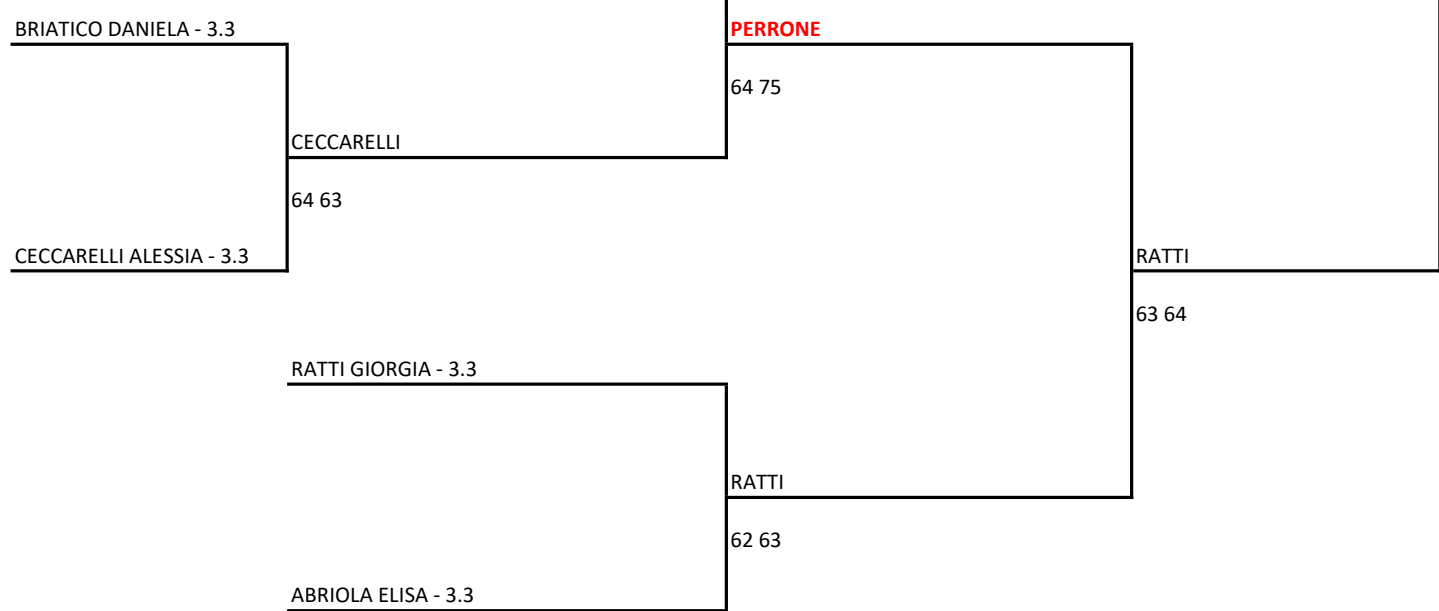 BRIATICO DANIELA - 3.3
PERRONE
64 75
CECCARELLI
64 63
CECCARELLI ALESSIA - 3.3
RATTI
63 64
RATTI GIORGIA - 3.3
RATTI
62 63
ABRIOLA ELISA - 3.3